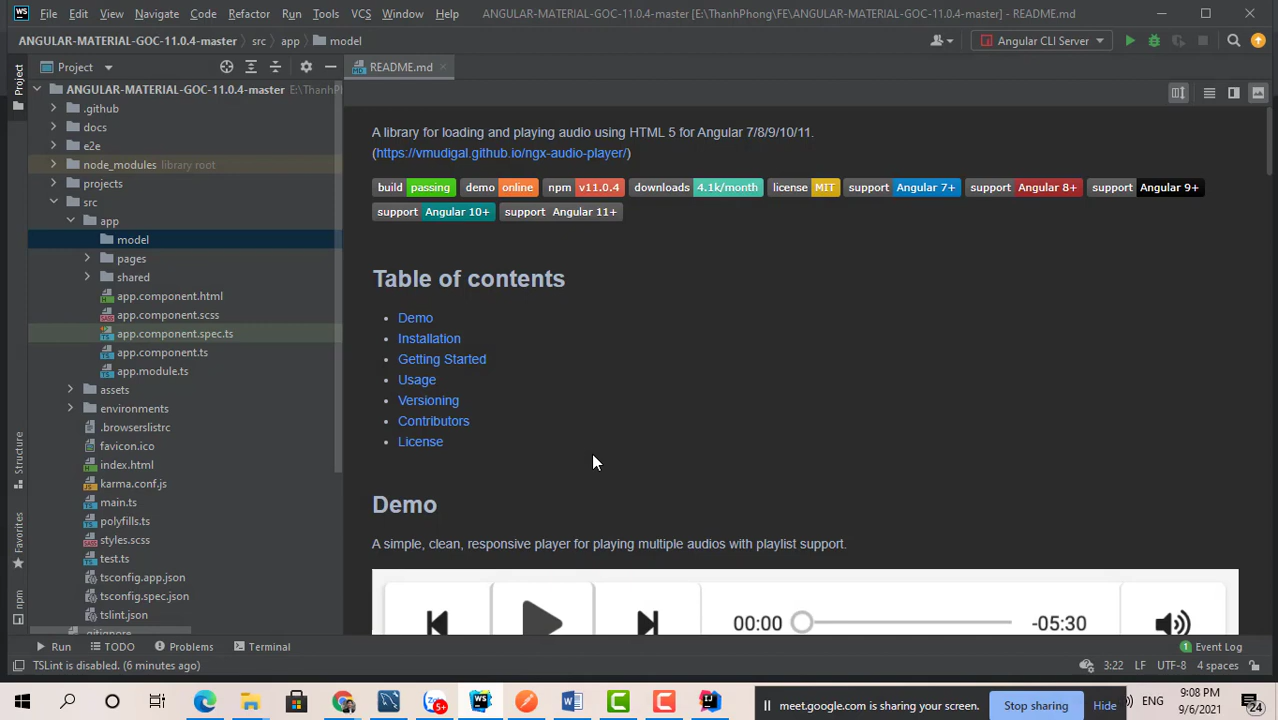 File Edit View Navigate Code Refactor Run Tools VCS Window Help ANGULAR-MATERIAL-GOC-11.0.4-master [E:\ThanhPhong\FE\ANGULAR-MATERIAL-GOC-11.0.4-master] - README.md
ANGULAR-MATERIAL-GOC-11.0.4-master src app model Angular CLI Server
Project
Project README.md
ANGULAR-MATERIAL-GOC-11.0.4-master E:\ThanhPh
.github
docs
e2e
node_modules library root
projects
src
app
model
pages
shared
app.component.html
app.component.scss
app.component.spec.ts
app.component.ts
app.module.ts
assets
environments
.browserslistrc
favicon.ico
index.html
karma.conf.js
main.ts
polyfills.ts
styles.scss
test.ts
tsconfig.app.json
tsconfig.spec.json
tslint.json
.gitignore
Structure
Favorites
npm
A library for loading and playing audio using HTML 5 for Angular 7/8/9/10/11.
(https://vmudigal.github.io/ngx-audio-player/)
build passing demo online npm v11.0.4 downloads 4.1k/month license MIT support Angular 7+ support Angular 8+ support Angular 9+
support Angular 10+ support Angular 11+
Table of contents
Demo
Installation
Getting Started
Usage
Versioning
Contributors
License
Demo
A simple, clean, responsive player for playing multiple audios with playlist support.
00:00 -05:30
Run TODO Problems Terminal 1 Event Log
TSLint is disabled. (6 minutes ago) 3:22 LF UTF-8 4 spaces
meet.google.com is sharing your screen. Stop sharing Hide ENG 9:08 PM
9/6/2021 24